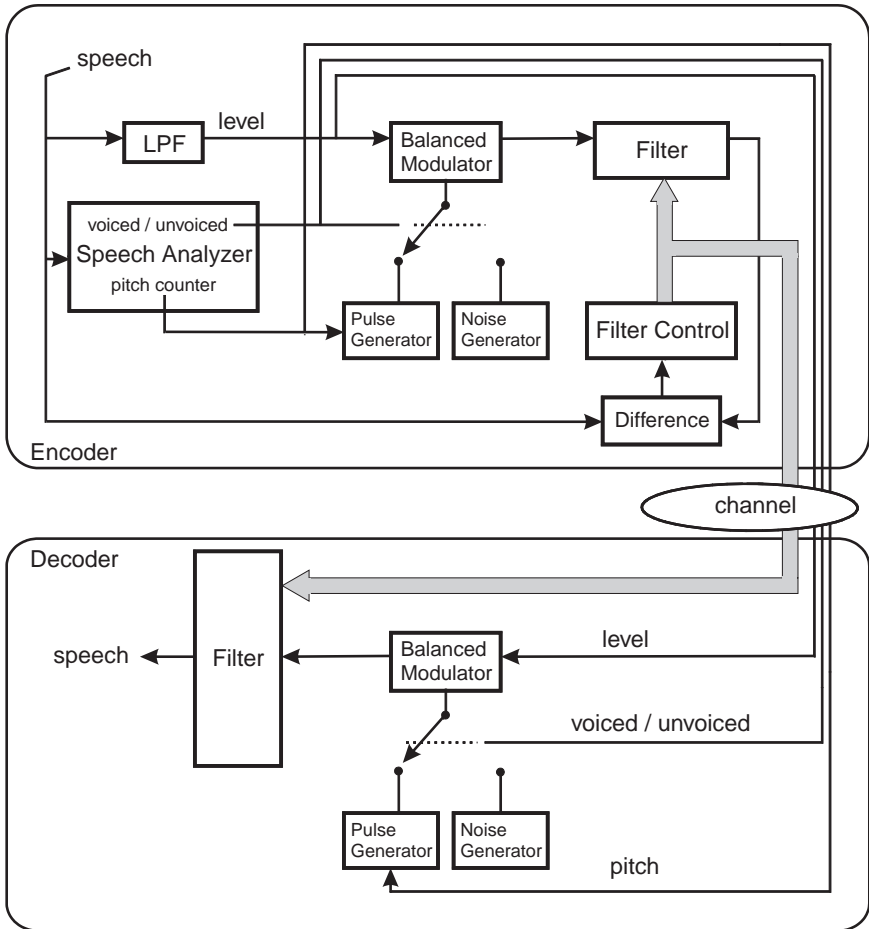 speech
LPF
level
Balanced
Modulator
Filter
voiced / unvoiced
Speech Analyzer
pitch counter
Pulse
Generator
Noise
Generator
Filter Control
Difference
Encoder
channel
Decoder
speech
Filter
Balanced
Modulator
level
voiced / unvoiced
Pulse
Generator
Noise
Generator
pitch